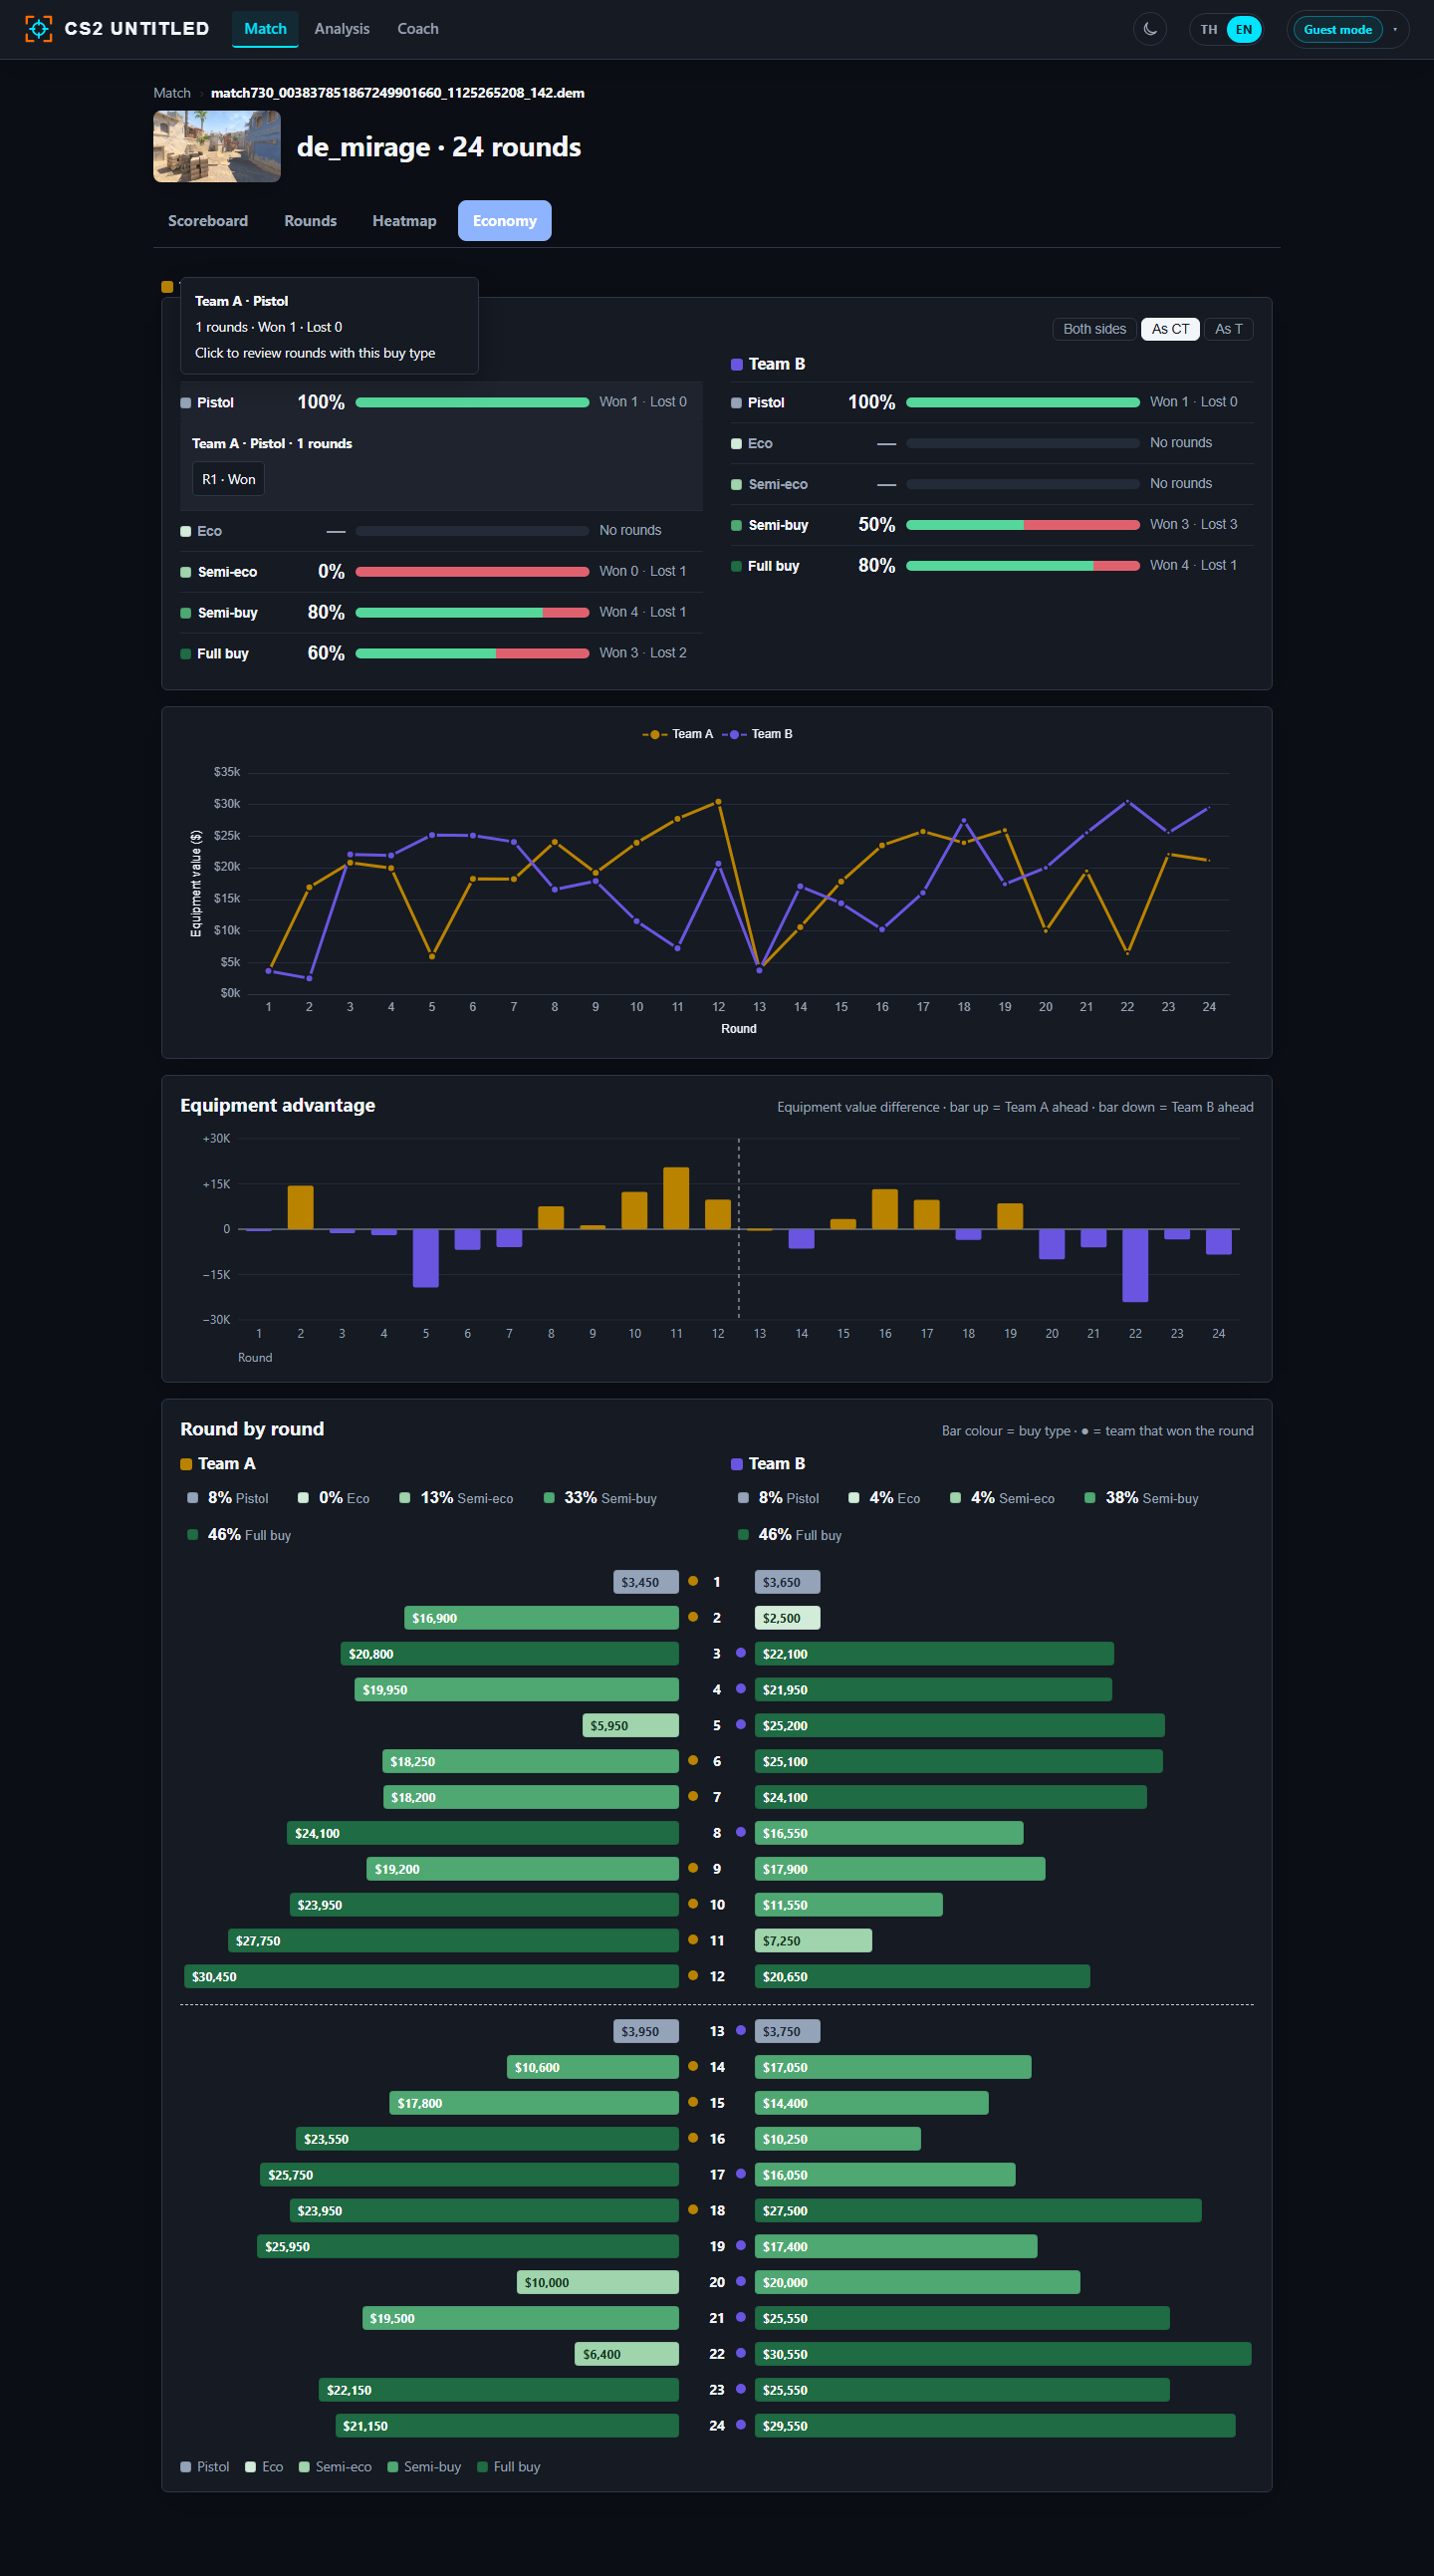 CS2 UNTITLED Match Analysis Coach TH EN Guest mode
Match › match730_003837851867249901660_1125265208_142.dem
de_mirage · 24 rounds
Scoreboard Rounds Heatmap Economy
Team A · Pistol
1 rounds · Won 1 · Lost 0
Click to review rounds with this buy type
Both sides As CT As T
Pistol 100% Won 1 · Lost 0
Team A · Pistol · 1 rounds
R1 · Won
Eco — No rounds
Semi-eco 0% Won 0 · Lost 1
Semi-buy 80% Won 4 · Lost 1
Full buy 60% Won 3 · Lost 2
Team B
Pistol 100% Won 1 · Lost 0
Eco — No rounds
Semi-eco — No rounds
Semi-buy 50% Won 3 · Lost 3
Full buy 80% Won 4 · Lost 1
Team A Team B
Equipment value ($)
$35k
$30k
$25k
$20k
$15k
$10k
$5k
$0k
1 2 3 4 5 6 7 8 9 10 11 12 13 14 15 16 17 18 19 20 21 22 23 24
Round
Equipment advantage
Equipment value difference · bar up = Team A ahead · bar down = Team B ahead
+30K
+15K
0
−15K
−30K
1 2 3 4 5 6 7 8 9 10 11 12 13 14 15 16 17 18 19 20 21 22 23 24
Round
Round by round
Bar colour = buy type · ● = team that won the round
Team A
8% Pistol 0% Eco 13% Semi-eco 33% Semi-buy
46% Full buy
Team B
8% Pistol 4% Eco 4% Semi-eco 38% Semi-buy
46% Full buy
$3,450 1 $3,650
$16,900 2 $2,500
$20,800 3 $22,100
$19,950 4 $21,950
$5,950 5 $25,200
$18,250 6 $25,100
$18,200 7 $24,100
$24,100 8 $16,550
$19,200 9 $17,900
$23,950 10 $11,550
$27,750 11 $7,250
$30,450 12 $20,650
$3,950 13 $3,750
$10,600 14 $17,050
$17,800 15 $14,400
$23,550 16 $10,250
$25,750 17 $16,050
$23,950 18 $27,500
$25,950 19 $17,400
$10,000 20 $20,000
$19,500 21 $25,550
$6,400 22 $30,550
$22,150 23 $25,550
$21,150 24 $29,550
Pistol Eco Semi-eco Semi-buy Full buy